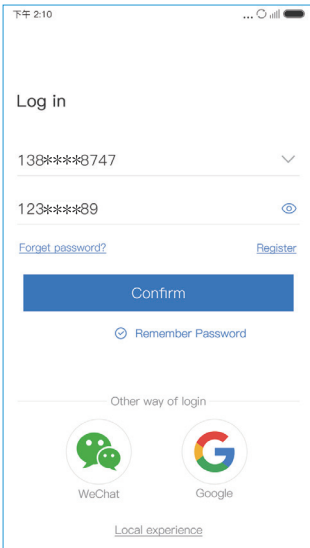 下午 2:10 ...
Log in
138****8747
123****89
Forget password? Register
Confirm
Remember Password
Other way of login
WeChat Google
Local experience